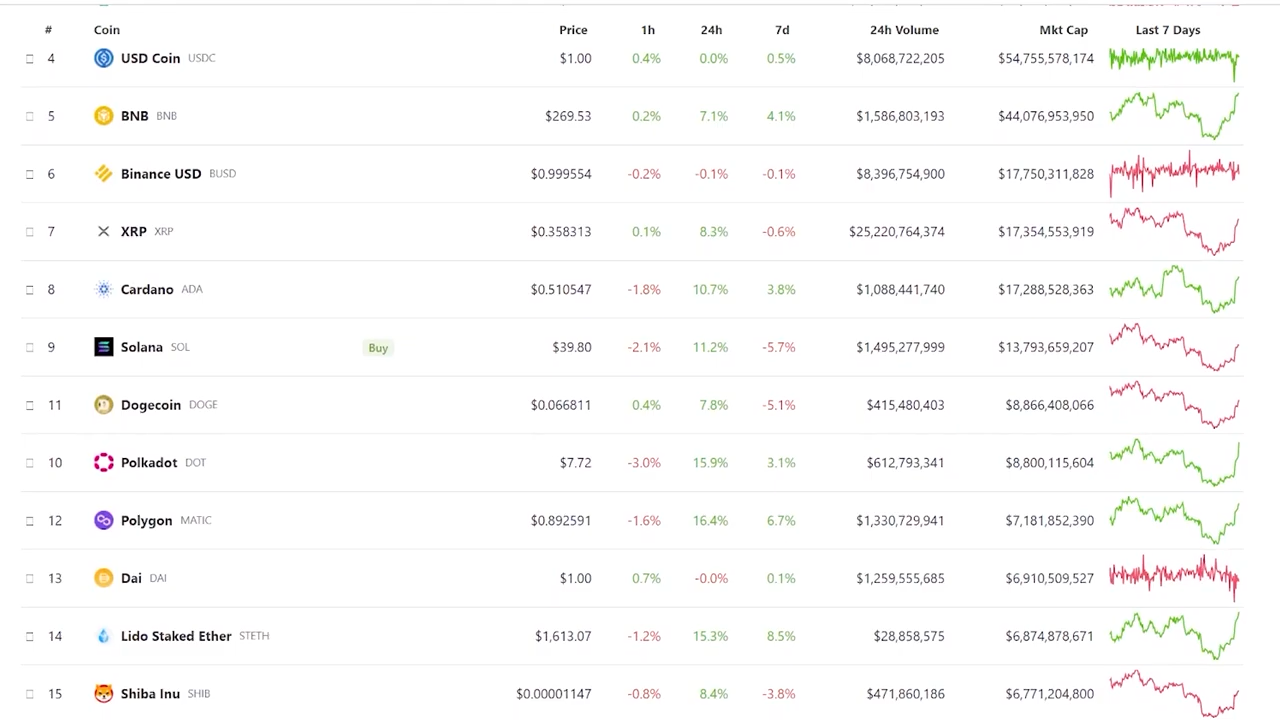 # Coin Price 1h 24h 7d 24h Volume Mkt Cap Last 7 Days
4 USD Coin USDC $1.00 0.4% 0.0% 0.5% $8,068,722,205 $54,755,578,174
5 BNB BNB $269.53 0.2% 7.1% 4.1% $1,586,803,193 $44,076,953,950
6 Binance USD BUSD $0.999554 -0.2% -0.1% -0.1% $8,396,754,900 $17,750,311,828
7 XRP XRP $0.358313 0.1% 8.3% -0.6% $25,220,764,374 $17,354,553,919
8 Cardano ADA $0.510547 -1.8% 10.7% 3.8% $1,088,441,740 $17,288,528,363
9 Solana SOL Buy $39.80 -2.1% 11.2% -5.7% $1,495,277,999 $13,793,659,207
11 Dogecoin DOGE $0.066811 0.4% 7.8% -5.1% $415,480,403 $8,866,408,066
10 Polkadot DOT $7.72 -3.0% 15.9% 3.1% $612,793,341 $8,800,115,604
12 Polygon MATIC $0.892591 -1.6% 16.4% 6.7% $1,330,729,941 $7,181,852,390
13 Dai DAI $1.00 0.7% -0.0% 0.1% $1,259,555,685 $6,910,509,527
14 Lido Staked Ether STETH $1,613.07 -1.2% 15.3% 8.5% $28,858,575 $6,874,878,671
15 Shiba Inu SHIB $0.00001147 -0.8% 8.4% -3.8% $471,860,186 $6,771,204,800